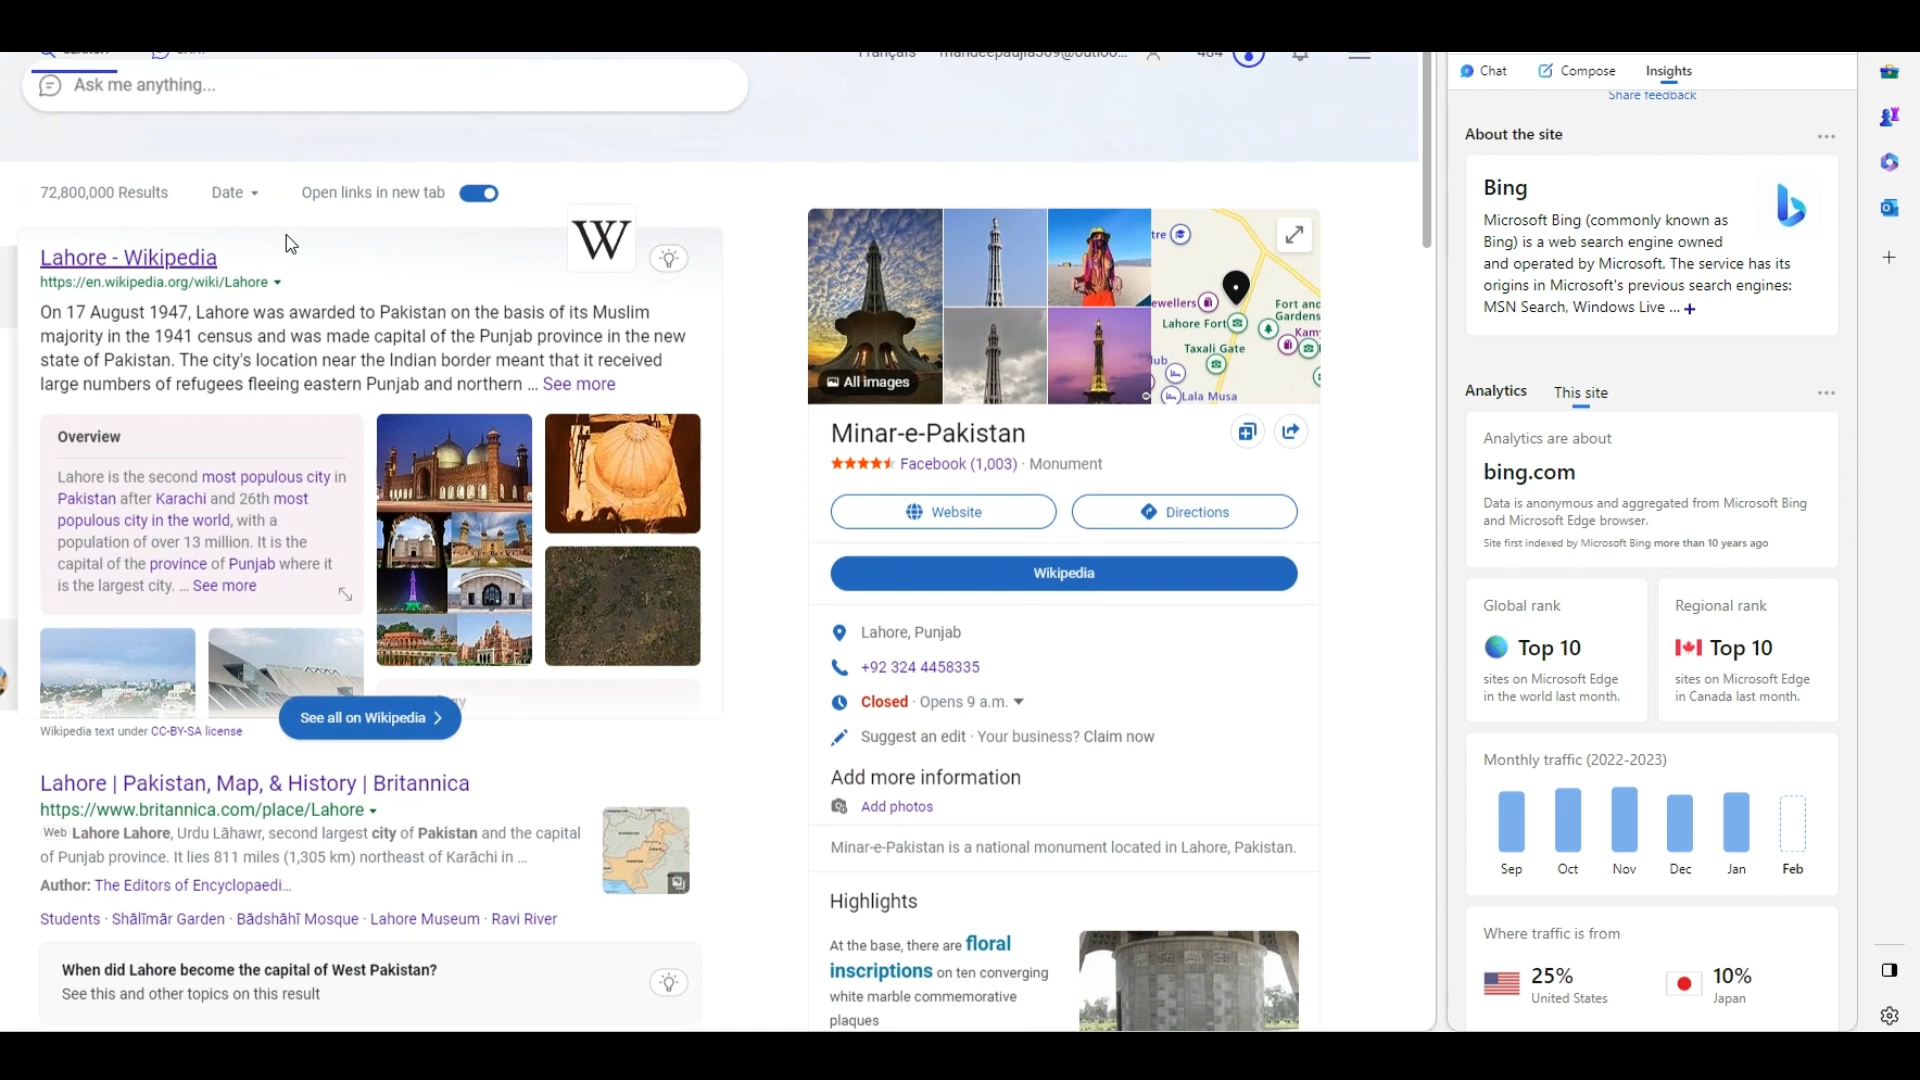 Français
484
Ask me anything...
72,800,000 Results
Date
Open links in new tab
W
Lahore - Wikipedia
https://en.wikipedia.org/wiki/Lahore
On 17 August 1947, Lahore was awarded to Pakistan on the basis of its Muslim
majority in the 1941 census and was made capital of the Punjab province in the new
state of Pakistan. The city's location near the Indian border meant that it received
large numbers of refugees fleeing eastern Punjab and northern ... See more
Overview
Lahore is the second most populous city in
Pakistan after Karachi and 26th most
populous city in the world, with a
population of over 13 million. It is the
capital of the province of Punjab where it
is the largest city. ... See more
See all on Wikipedia
Wikipedia text under CC-BY-SA license
Lahore | Pakistan, Map, & History | Britannica
https://www.britannica.com/place/Lahore
Web Lahore Lahore, Urdu Lāhawr, second largest city of Pakistan and the capital
of Punjab province. It lies 811 miles (1,305 km) northeast of Karāchi in ...
Author: The Editors of Encyclopaedi...
Students · Shālīmār Garden · Bādshāhī Mosque · Lahore Museum · Ravi River
When did Lahore become the capital of West Pakistan?
See this and other topics on this result
All images
tre
ewellers
Fort and
Gardens
Lahore Fort
Kam
Taxali Gate
lub
Lala Musa
Minar-e-Pakistan
Facebook (1,003) · Monument
Website
Directions
Wikipedia
Lahore, Punjab
+92 324 4458335
Closed · Opens 9 a.m.
Suggest an edit · Your business? Claim now
Add more information
Add photos
Minar-e-Pakistan is a national monument located in Lahore, Pakistan.
Highlights
At the base, there are floral
inscriptions on ten converging
white marble commemorative
plaques
Chat
Compose
Insights
Share feedback
About the site
Bing
Microsoft Bing (commonly known as
Bing) is a web search engine owned
and operated by Microsoft. The service has its
origins in Microsoft's previous search engines:
MSN Search, Windows Live ... +
Analytics
This site
Analytics are about
bing.com
Data is anonymous and aggregated from Microsoft Bing
and Microsoft Edge browser.
Site first indexed by Microsoft Bing more than 10 years ago
Global rank
Top 10
sites on Microsoft Edge
in the world last month.
Regional rank
Top 10
sites on Microsoft Edge
in Canada last month.
Monthly traffic (2022-2023)
Sep
Oct
Nov
Dec
Jan
Feb
Where traffic is from
25%
United States
10%
Japan